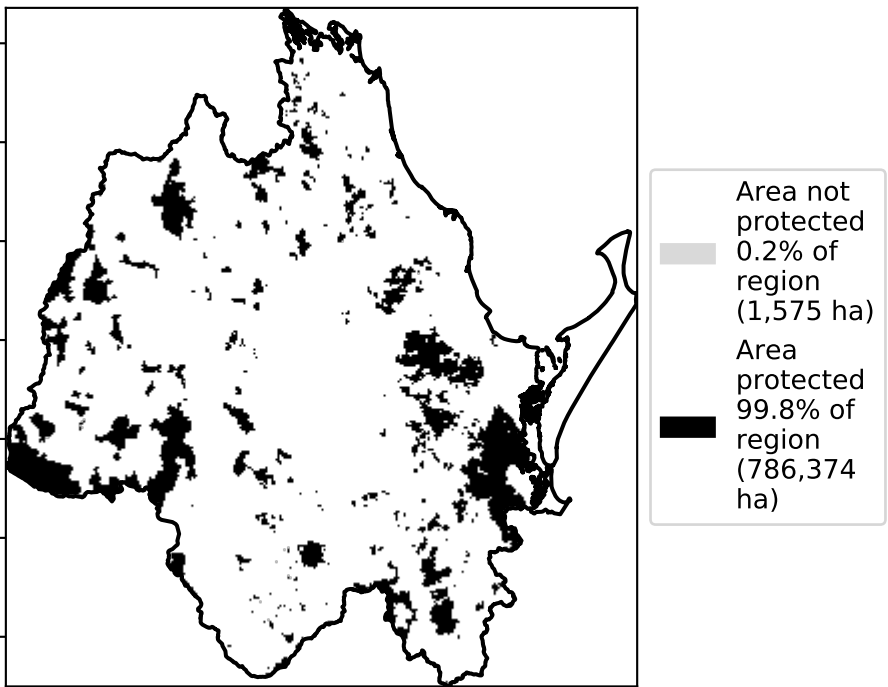 Area not
protected
0.2% of
region
(1,575 ha)
Area
protected
99.8% of
region
(786,374
ha)